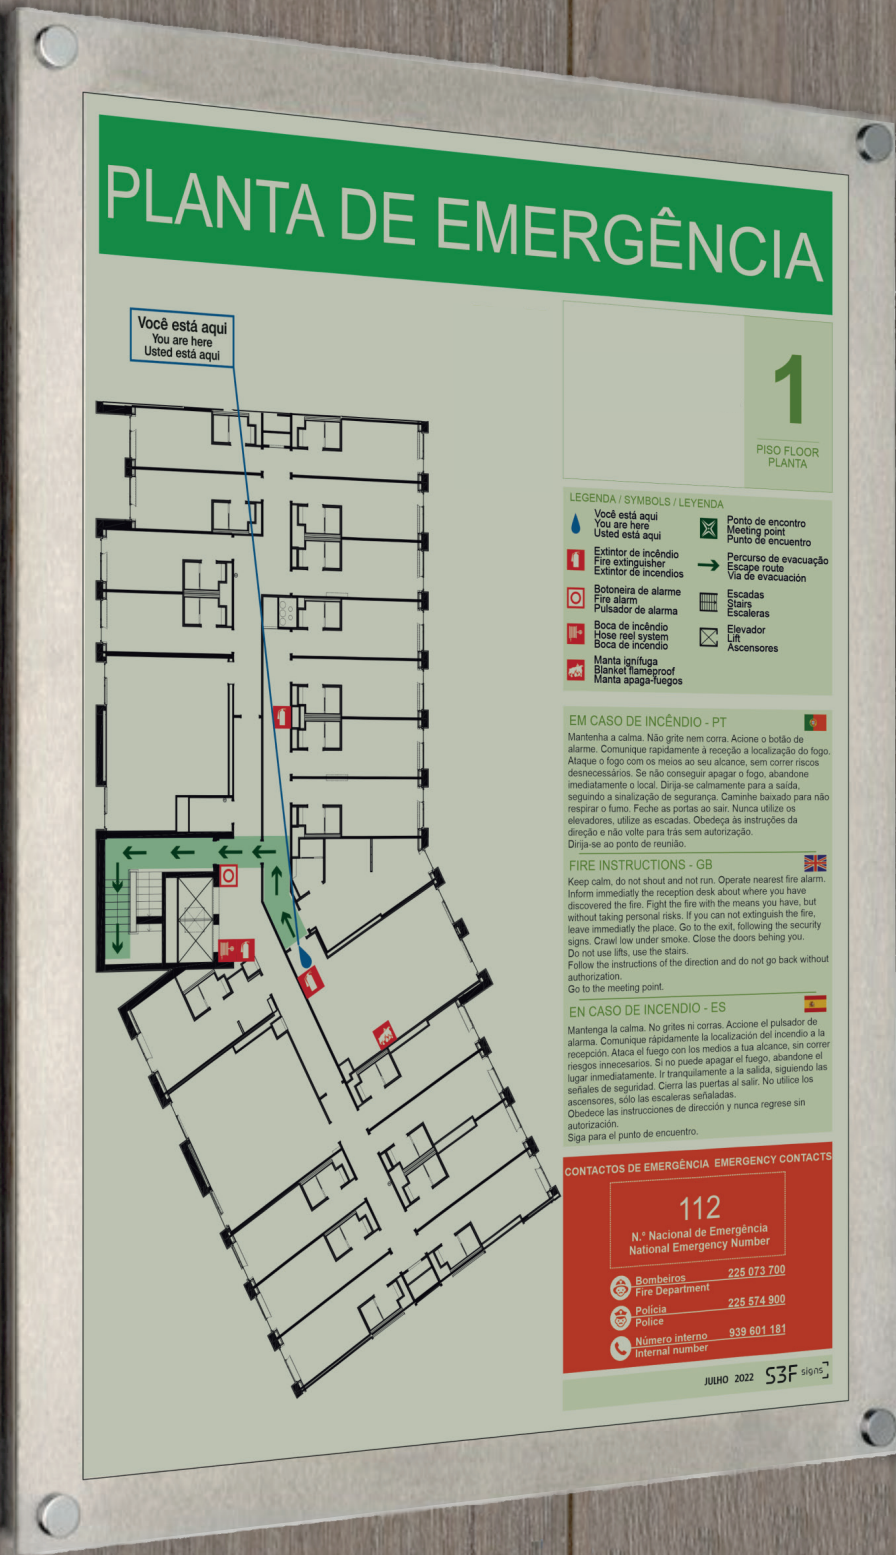 PLANTA DE EMERGÊNCIA
Você está aqui
You are here
Usted está aqui
1
PISO FLOOR
PLANTA
LEGENDA / SYMBOLS / LEYENDA
Você está aqui
You are here
Usted está aqui
Extintor de incêndio
Fire extinguisher
Extintor de incendios
Botoneira de alarme
Fire alarm
Pulsador de alarma
Boca de incêndio
Hose reel system
Boca de incendio
Manta ignífuga
Blanket flameproof
Manta apaga-fuegos
Ponto de encontro
Meeting point
Punto de encuentro
Percurso de evacuação
Escape route
Via de evacuación
Escadas
Stairs
Escaleras
Elevador
Lift
Ascensores
EM CASO DE INCÊNDIO - PT
Mantenha a calma. Não grite nem corra. Acione o botão de
alarme. Comunique rapidamente à receção a localização do fogo.
Ataque o fogo com os meios ao seu alcance, sem correr riscos
desnecessários. Se não conseguir apagar o fogo, abandone
imediatamente o local. Dirija-se calmamente para a saída,
seguindo a sinalização de segurança. Caminhe baixado para não
respirar o fumo. Feche as portas ao sair. Nunca utilize os
elevadores, utilize as escadas. Obedeça às instruções da
direção e não volte para trás sem autorização.
Dirija-se ao ponto de reunião.
FIRE INSTRUCTIONS - GB
Keep calm, do not shout and not run. Operate nearest fire alarm.
Inform immediatly the reception desk about where you have
discovered the fire. Fight the fire with the means you have, but
without taking personal risks. If you can not extinguish the fire,
leave immediatly the place. Go to the exit, following the security
signs. Crawl low under smoke. Close the doors behing you.
Do not use lifts, use the stairs.
Follow the instructions of the direction and do not go back without
authorization.
Go to the meeting point.
EN CASO DE INCENDIO - ES
Mantenga la calma. No grites ni corras. Accione el pulsador de
alarma. Comunique rápidamente la localización del incendio a la
recepción. Ataca el fuego con los medios a tua alcance, sin correr
riesgos innecesarios. Si no puede apagar el fuego, abandone el
lugar inmediatamente. Ir tranquilamente a la salida, siguiendo las
señales de seguridad. Cierra las puertas al salir. No utilice los
ascensores, sólo las escaleras señaladas.
Obedece las instrucciones de dirección y nunca regrese sin
autorización.
Siga para el punto de encuentro.
CONTACTOS DE EMERGÊNCIA EMERGENCY CONTACTS
112
N.° Nacional de Emergência
National Emergency Number
Bombeiros 225 073 700
Fire Department
Polícia 225 574 900
Police
Número interno 939 601 181
Internal number
JULHO 2022 S3F signs